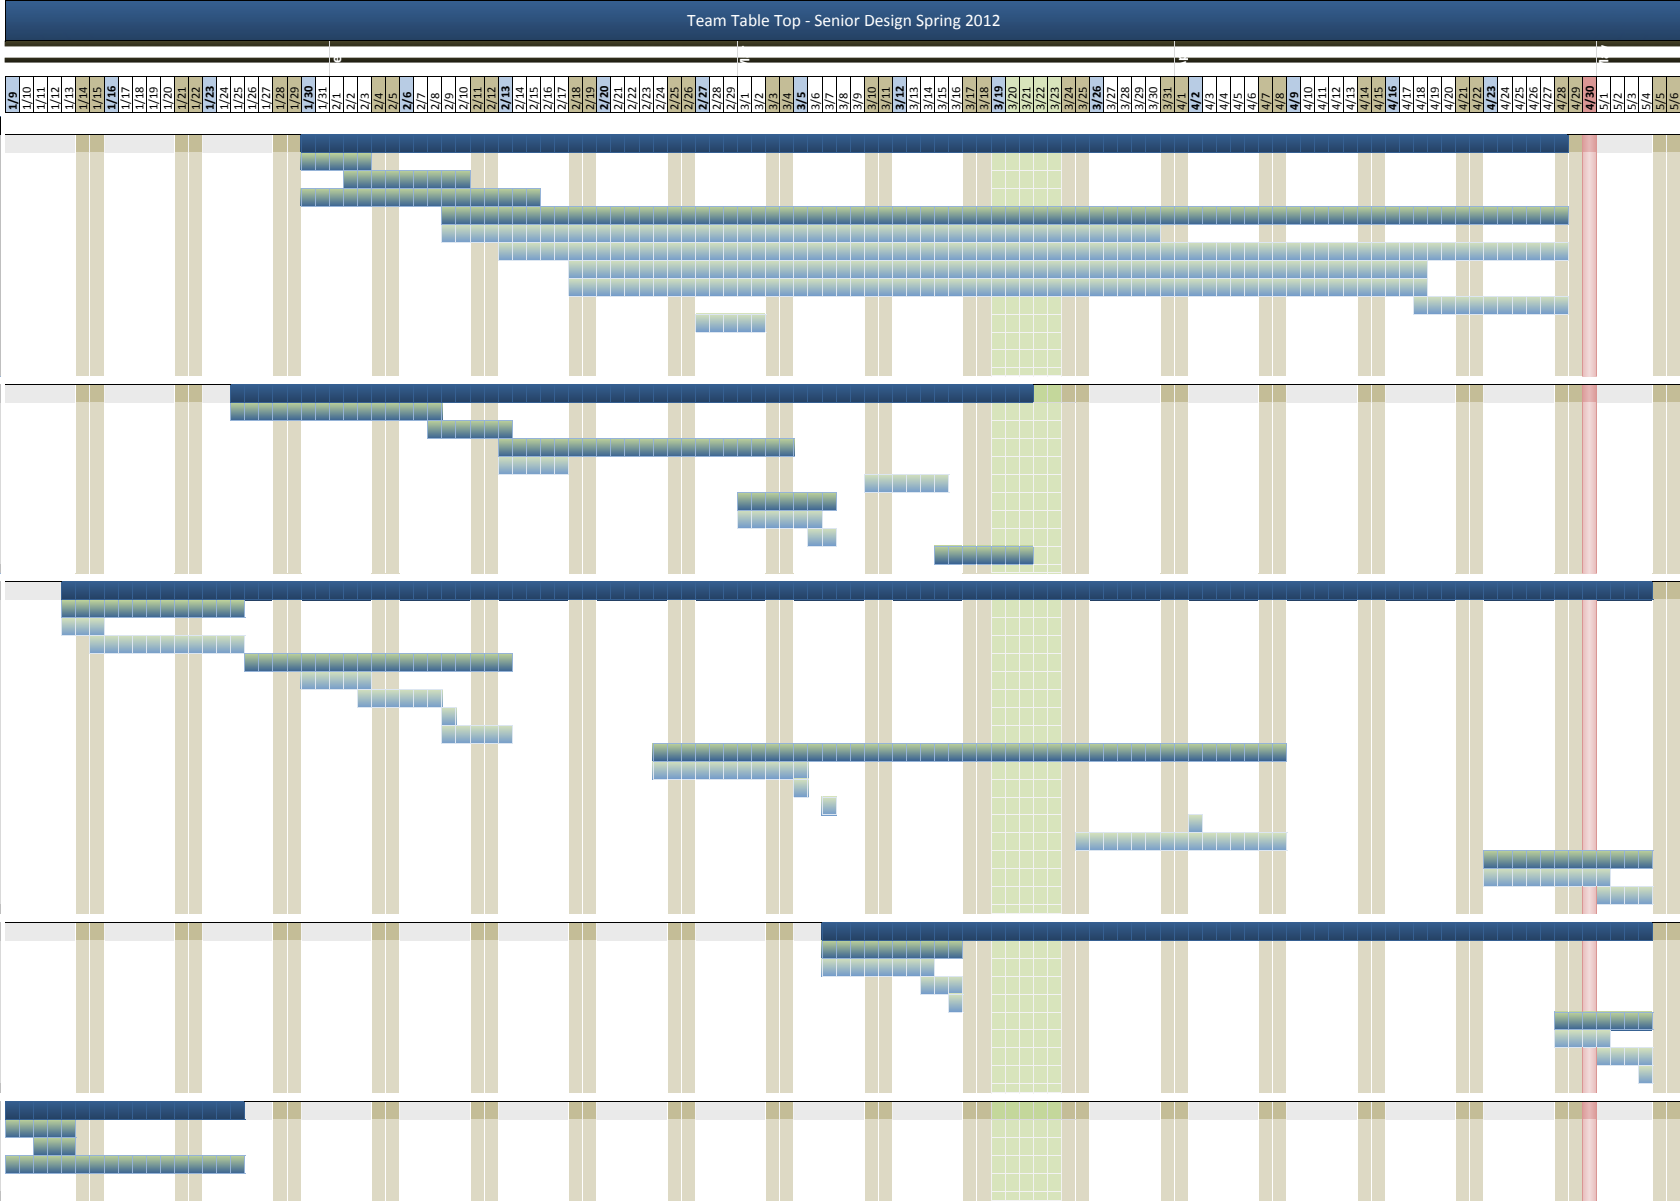 Team Table Top - Senior Design Spring 2012
1/9 1/10 1/11 1/12 1/13 1/14 1/15 1/16 1/17 1/18 1/19 1/20 1/21 1/22 1/23 1/24 1/25 1/26 1/27 1/28 1/29 1/30 1/31 2/1 2/2 2/3 2/4 2/5 2/6 2/7 2/8 2/9 2/10 2/11 2/12 2/13 2/14 2/15 2/16 2/17 2/18 2/19 2/20 2/21 2/22 2/23 2/24 2/25 2/26 2/27 2/28 2/29 3/1 3/2 3/3 3/4 3/5 3/6 3/7 3/8 3/9 3/10 3/11 3/12 3/13 3/14 3/15 3/16 3/17 3/18 3/19 3/20 3/21 3/22 3/23 3/24 3/25 3/26 3/27 3/28 3/29 3/30 3/31 4/1 4/2 4/3 4/4 4/5 4/6 4/7 4/8 4/9 4/10 4/11 4/12 4/13 4/14 4/15 4/16 4/17 4/18 4/19 4/20 4/21 4/22 4/23 4/24 4/25 4/26 4/27 4/28 4/29 4/30 5/1 5/2 5/3 5/4 5/5 5/6